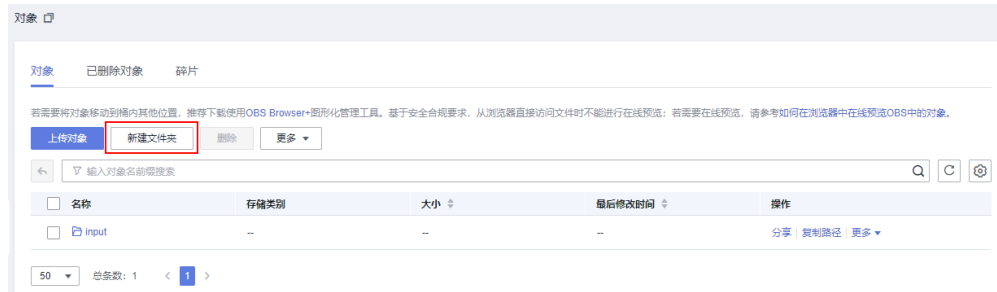 对象
对象 已删除对象 碎片
若需要将对象移动到桶内其他位置，推荐下载使用OBS Browser+图形化管理工具。基于安全合规要求，从浏览器直接访问文件时不能进行在线预览；若需要在线预览，请参考如何在浏览器中在线预览OBS中的对象。
上传对象 新建文件夹 删除 更多
输入对象名前缀搜索
名称 存储类别 大小 最后修改时间 操作
input -- -- -- 分享 复制路径 更多
50 总条数：1 < 1 >